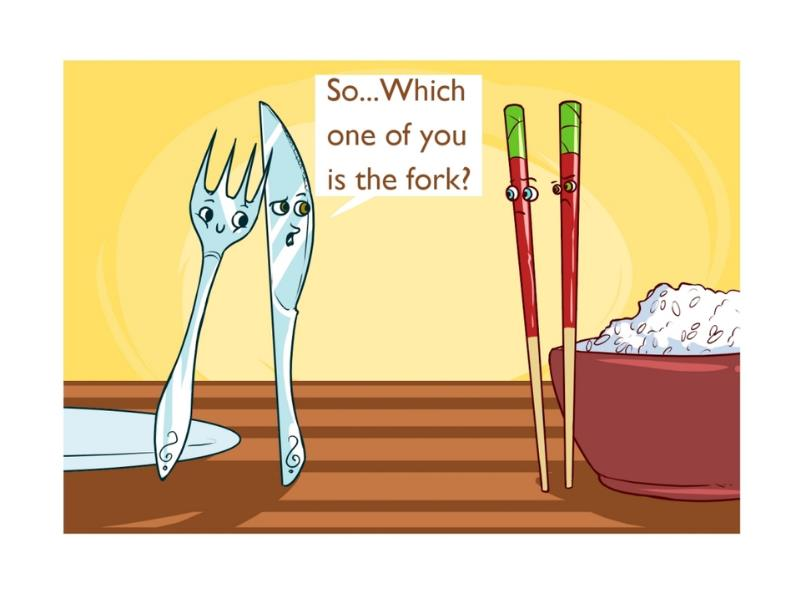 So...Which
one of you
is the fork?